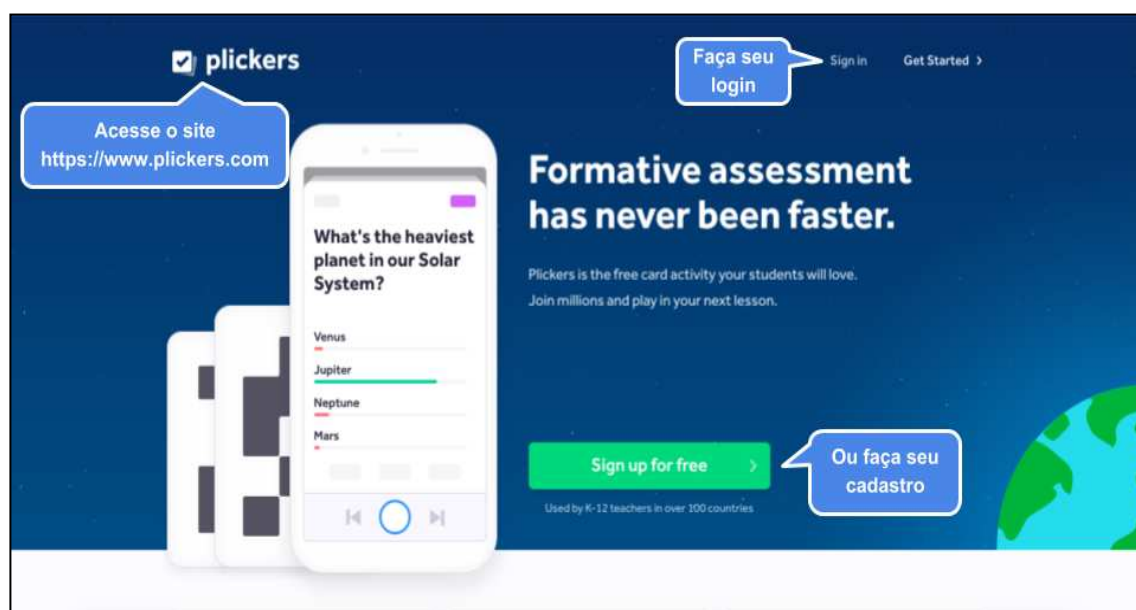 plickers
Faça seu
login
Sign in
Get Started
Acesse o site
https://www.plickers.com
Formative assessment
has never been faster.
Plickers is the free card activity your students will love.
Join millions and play in your next lesson.
What's the heaviest
planet in our Solar
System?
Venus
Jupiter
Neptune
Mars
Sign up for free
Ou faça seu
cadastro
Used by K-12 teachers in over 100 countries